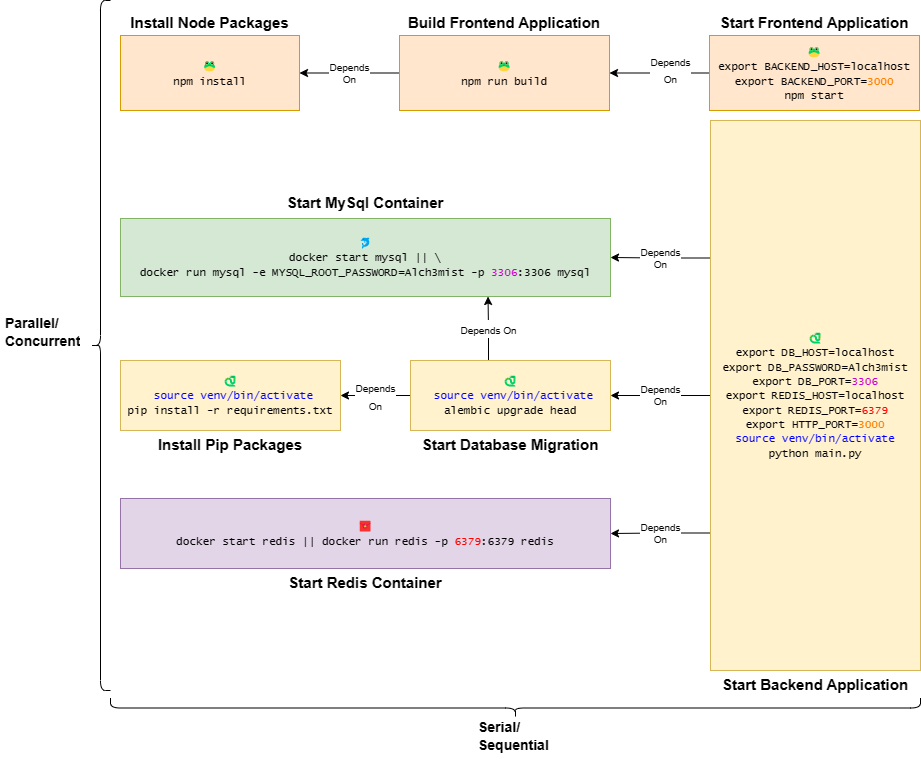 Install Node Packages
Build Frontend Application
Start Frontend Application
npm install
Depends
On
npm run build
Depends
On
export BACKEND_HOST=localhost
export BACKEND_PORT=3000
npm start
Start MySql Container
docker start mysql || \
docker run mysql -e MYSQL_ROOT_PASSWORD=Alch3mist -p 3306:3306 mysql
Depends
On
Depends On
Parallel/
Concurrent
source venv/bin/activate
pip install -r requirements.txt
Install Pip Packages
Depends
On
source venv/bin/activate
alembic upgrade head
Start Database Migration
Depends
On
export DB_HOST=localhost
export DB_PASSWORD=Alch3mist
export DB_PORT=3306
export REDIS_HOST=localhost
export REDIS_PORT=6379
export HTTP_PORT=3000
source venv/bin/activate
python main.py
docker start redis || docker run redis -p 6379:6379 redis
Start Redis Container
Depends
On
Start Backend Application
Serial/
Sequential